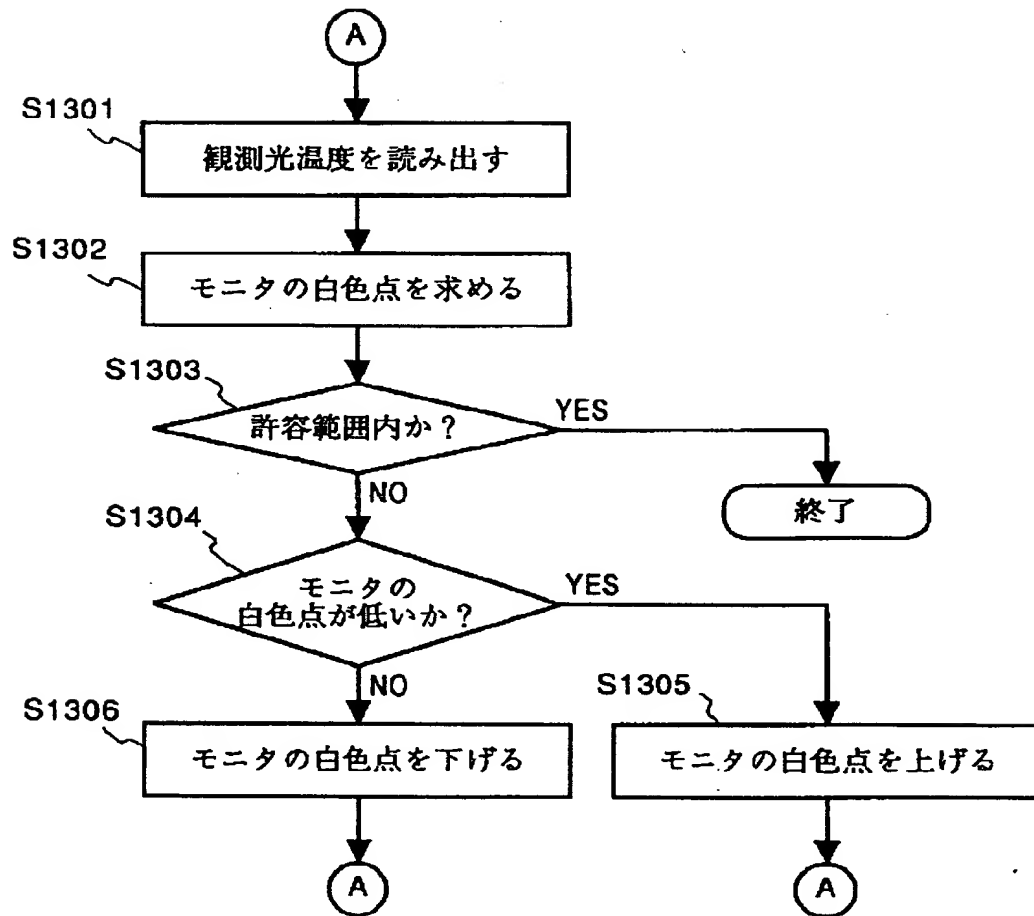 A
S1301
観測光温度を読み出す
S1302
モニタの白色点を求める
S1303
許容範囲内か？
YES
NO
終了
S1304
モニタの
白色点が低いか？
YES
NO
S1306
モニタの白色点を下げる
S1305
モニタの白色点を上げる
A
A